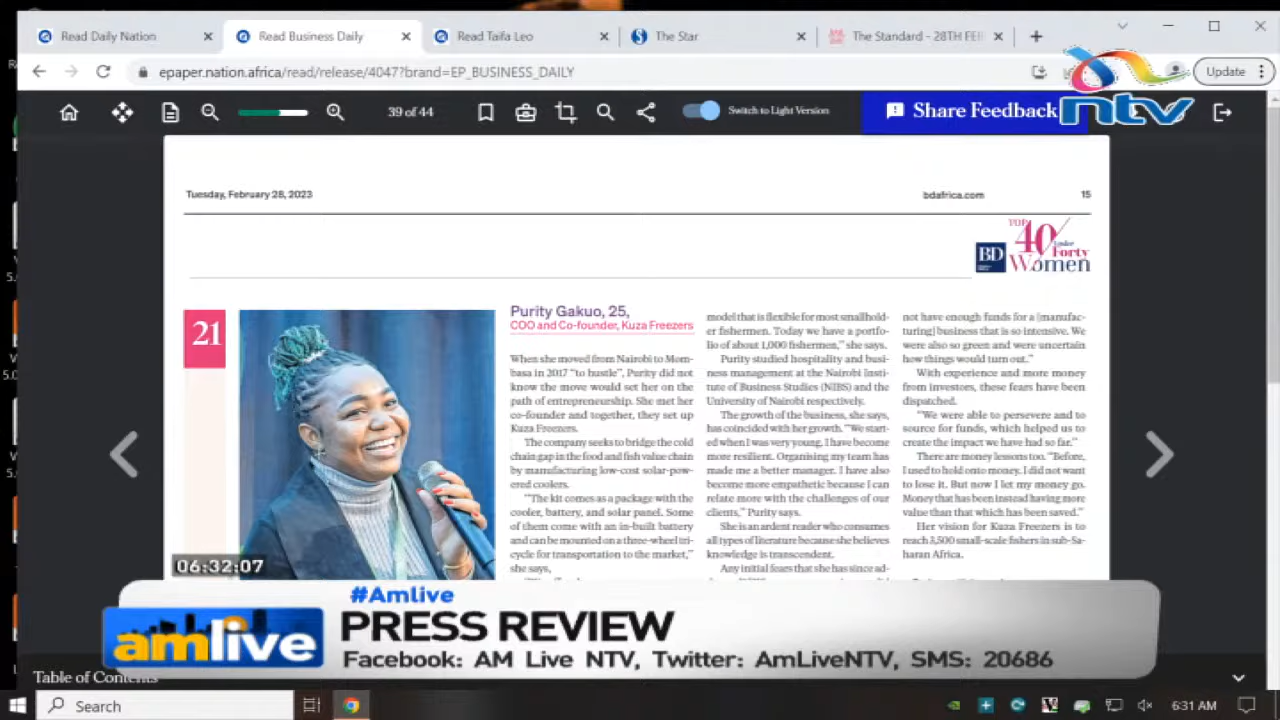 Read Daily Nation
Read Business Daily
Read Taifa Leo
The Star
The Standard - 28TH FEB
epaper.nation.africa/read/release/4047?brand=EP_BUSINESS_DAILY
Update
39 of 44
Switch to Light Version
Share Feedback
ntv
Tuesday, February 28, 2023
bdafrica.com
15
TOP
40
Under
Forty
BD
Women
21
Purity Gakuo, 25,
COO and Co-founder, Kuza Freezers
When she moved from Nairobi to Mom-
basa in 2017 "to hustle", Purity did not
know the move would set her on the
path of entrepreneurship. She met her
co-founder and together, they set up
Kuza Freezers.
The company seeks to bridge the cold
chain gap in the food and fish value chain
by manufacturing low-cost solar-pow-
ered coolers.
"The kit comes as a package with the
cooler, battery, and solar panel. Some
of them come with an in-built battery
and can be mounted on a three-wheel tri-
cycle for transportation to the market,"
she says,
model that is flexible for most smallhold-
er fishermen. Today we have a portfo-
lio of about 1,000 fishermen," she says.
Purity studied hospitality and busi-
ness management at the Nairobi Insti-
tute of Business Studies (NIBS) and the
University of Nairobi respectively.
The growth of the business, she says,
has coincided with her growth. "We start-
ed when I was very young. I have become
more resilient. Organising my team has
made me a better manager. I have also
become more empathetic because I can
relate more with the challenges of our
clients," Purity says.
She is an ardent reader who consumes
all types of literature because she believes
knowledge is transcendent.
Any initial fears that she has since ad-
not have enough funds for a [manufac-
turing] business that is so intensive. We
were also so green and were uncertain
how things would turn out."
With experience and more money
from investors, these fears have been
dispatched.
"We were able to persevere and to
source for funds, which helped us to
create the impact we have had so far."
There are money lessons too. "Before,
I used to hold onto money. I did not want
to lose it. But now I let my money go.
Money that has been instead having more
value than that which has been saved."
Her vision for Kuza Freezers is to
reach 3,500 small-scale fishers in sub-Sa-
haran Africa.
06:32:07
#Amlive
amlive
PRESS REVIEW
Facebook: AM Live NTV, Twitter: AmLiveNTV, SMS: 20686
Table of Contents
Search
6:31 AM